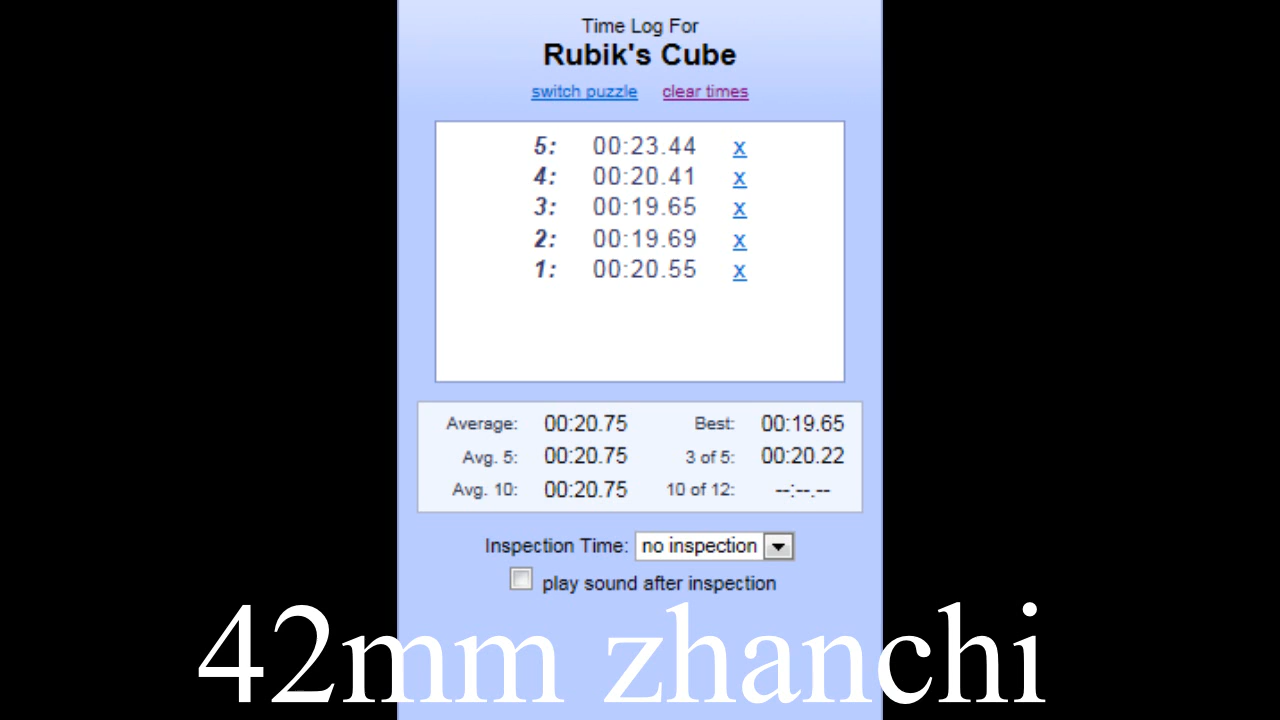 Time Log For
Rubik's Cube
switch puzzle clear times
5: 00:23.44 x
4: 00:20.41 x
3: 00:19.65 x
2: 00:19.69 x
1: 00:20.55 x
Average: 00:20.75 Best: 00:19.65
Avg. 5: 00:20.75 3 of 5: 00:20.22
Avg. 10: 00:20.75 10 of 12: --:--.--
Inspection Time: no inspection
play sound after inspection
42mm zhanchi